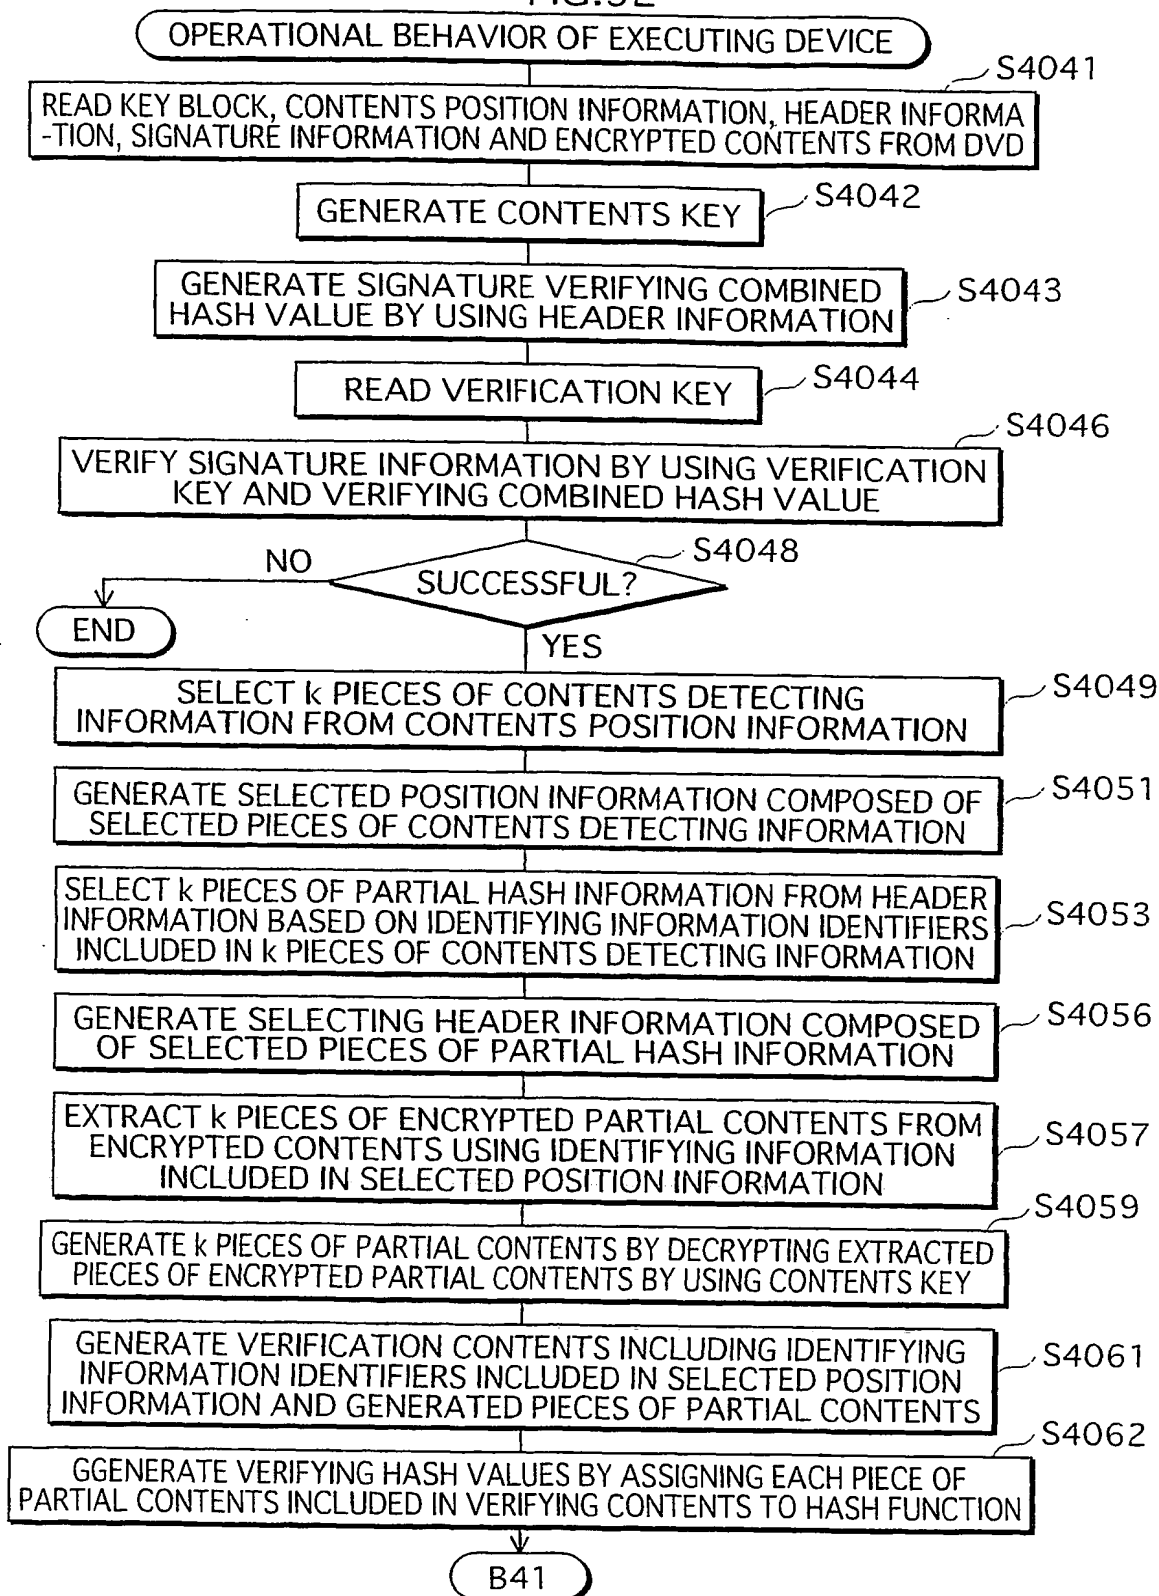 FIG.32
OPERATIONAL BEHAVIOR OF EXECUTING DEVICE
S4041
READ KEY BLOCK, CONTENTS POSITION INFORMATION, HEADER INFORMA
-TION, SIGNATURE INFORMATION AND ENCRYPTED CONTENTS FROM DVD
S4042
GENERATE CONTENTS KEY
GENERATE SIGNATURE VERIFYING COMBINED
HASH VALUE BY USING HEADER INFORMATION
S4043
READ VERIFICATION KEY
S4044
S4046
VERIFY SIGNATURE INFORMATION BY USING VERIFICATION
KEY AND VERIFYING COMBINED HASH VALUE
S4048
NO
SUCCESSFUL?
END
YES
SELECT k PIECES OF CONTENTS DETECTING
INFORMATION FROM CONTENTS POSITION INFORMATION
S4049
GENERATE SELECTED POSITION INFORMATION COMPOSED OF
SELECTED PIECES OF CONTENTS DETECTING INFORMATION
S4051
SELECT k PIECES OF PARTIAL HASH INFORMATION FROM HEADER
INFORMATION BASED ON IDENTIFYING INFORMATION IDENTIFIERS
INCLUDED IN k PIECES OF CONTENTS DETECTING INFORMATION
S4053
GENERATE SELECTING HEADER INFORMATION COMPOSED
OF SELECTED PIECES OF PARTIAL HASH INFORMATION
S4056
EXTRACT k PIECES OF ENCRYPTED PARTIAL CONTENTS FROM
ENCRYPTED CONTENTS USING IDENTIFYING INFORMATION
INCLUDED IN SELECTED POSITION INFORMATION
S4057
S4059
GENERATE k PIECES OF PARTIAL CONTENTS BY DECRYPTING EXTRACTED
PIECES OF ENCRYPTED PARTIAL CONTENTS BY USING CONTENTS KEY
GENERATE VERIFICATION CONTENTS INCLUDING IDENTIFYING
INFORMATION IDENTIFIERS INCLUDED IN SELECTED POSITION
INFORMATION AND GENERATED PIECES OF PARTIAL CONTENTS
S4061
S4062
GGENERATE VERIFYING HASH VALUES BY ASSIGNING EACH PIECE OF
PARTIAL CONTENTS INCLUDED IN VERIFYING CONTENTS TO HASH FUNCTION
B41